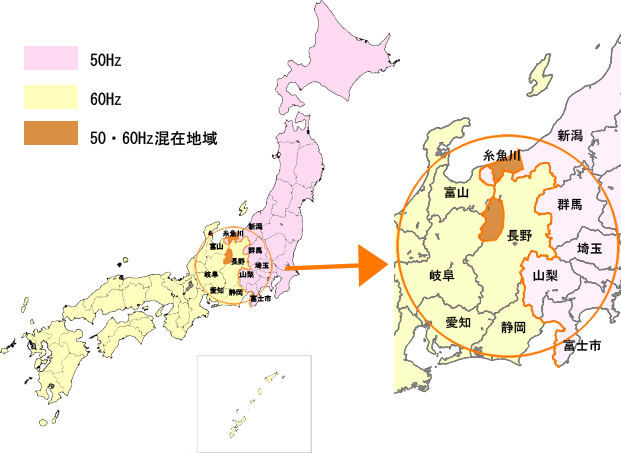 50Hz
60Hz
50・60Hz混在地域
新潟
糸魚川
富山
群馬
長野
埼玉
岐阜
山梨
愛知
静岡
富士市
新潟
糸魚川
富山
群馬
長野
埼玉
岐阜
山梨
愛知
静岡
富士市